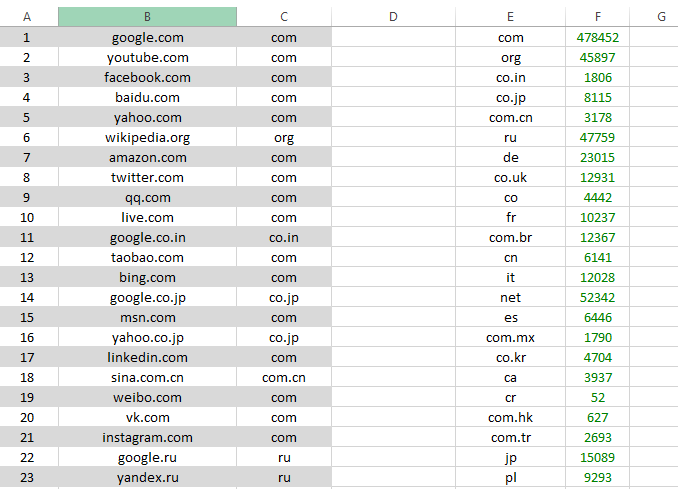 A B C D E F G
1 google.com com com 478452
2 youtube.com com org 45897
3 facebook.com com co.in 1806
4 baidu.com com co.jp 8115
5 yahoo.com com com.cn 3178
6 wikipedia.org org ru 47759
7 amazon.com com de 23015
8 twitter.com com co.uk 12931
9 qq.com com co 4442
10 live.com com fr 10237
11 google.co.in co.in com.br 12367
12 taobao.com com cn 6141
13 bing.com com it 12028
14 google.co.jp co.jp net 52342
15 msn.com com es 6446
16 yahoo.co.jp co.jp com.mx 1790
17 linkedin.com com co.kr 4704
18 sina.com.cn com.cn ca 3937
19 weibo.com com cr 52
20 vk.com com com.hk 627
21 instagram.com com com.tr 2693
22 google.ru ru jp 15089
23 yandex.ru ru pl 9293